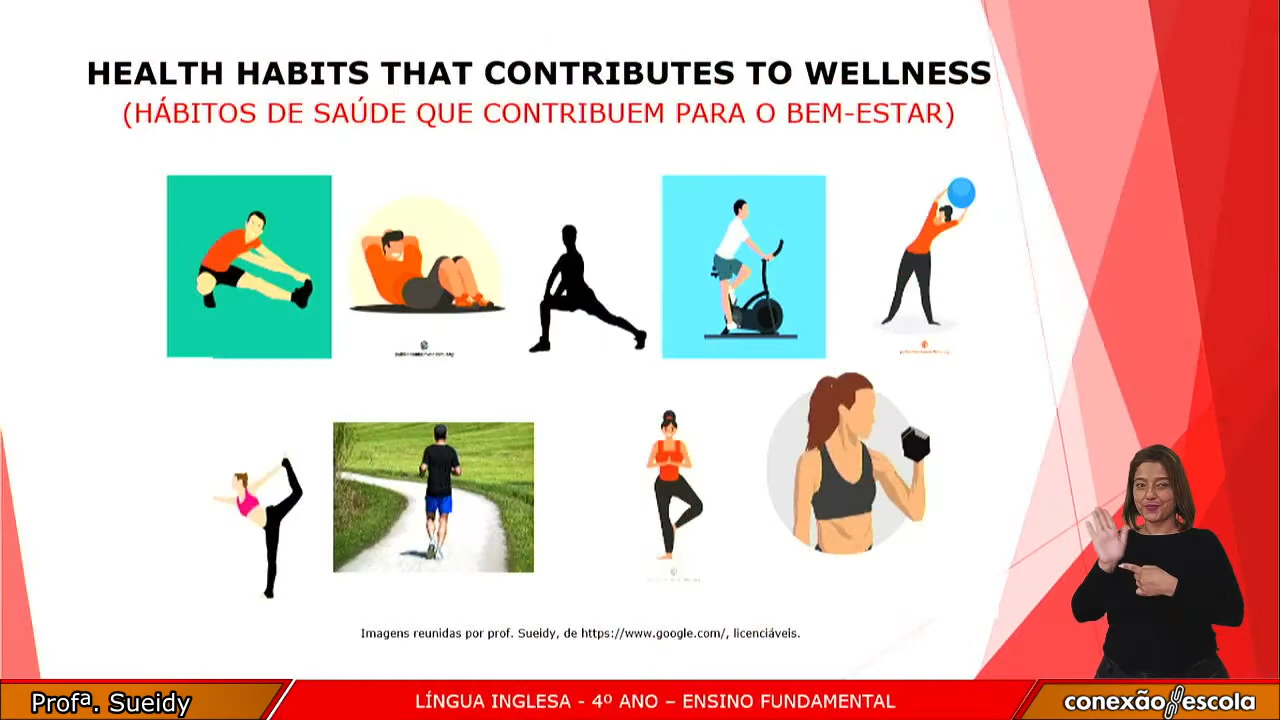 HEALTH HABITS THAT CONTRIBUTES TO WELLNESS
(HÁBITOS DE SAÚDE QUE CONTRIBUEM PARA O BEM-ESTAR)
Imagens reunidas por prof. Sueidy, de https://www.google.com/, licenciáveis.
Profª. Sueidy
LÍNGUA INGLESA - 4º ANO – ENSINO FUNDAMENTAL
conexão escola